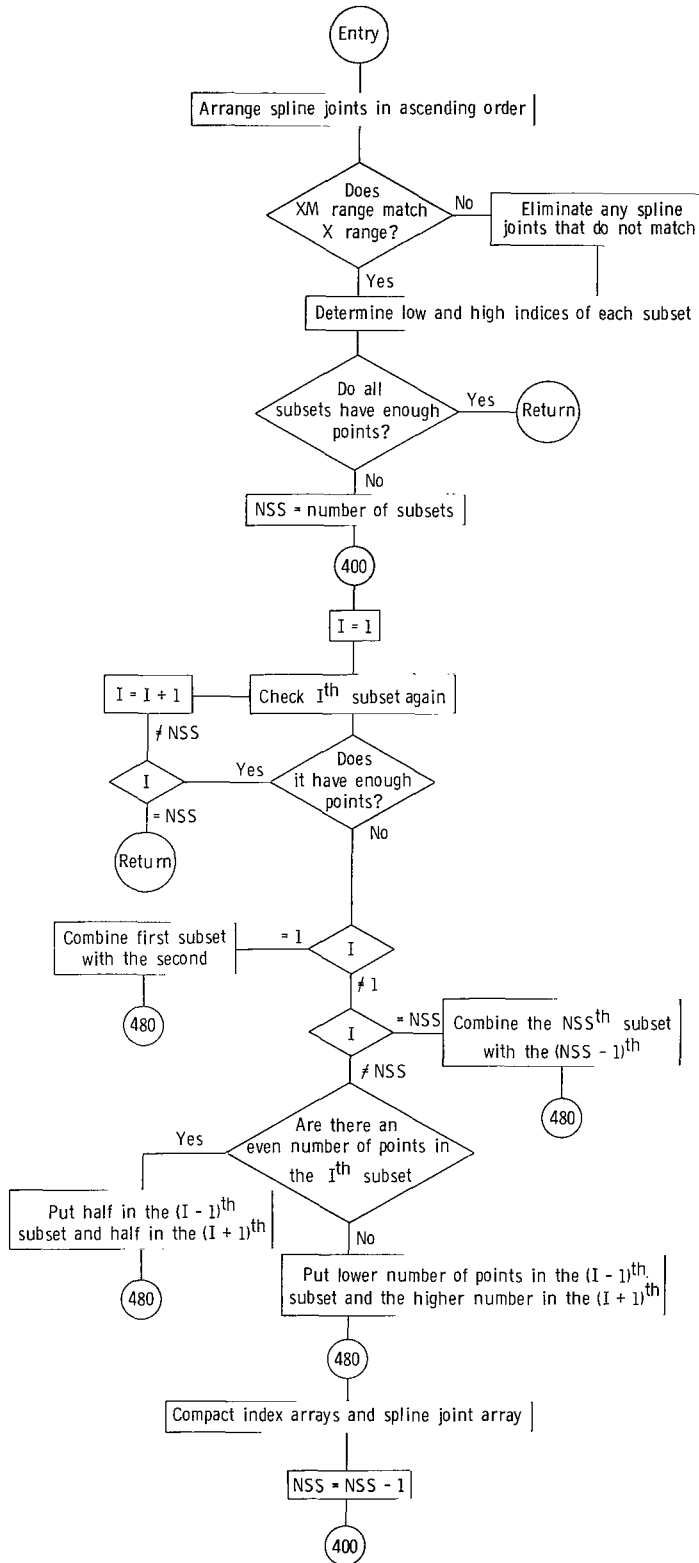 Entry
Arrange spline joints in ascending order
Does
XM range match
X range?
No
Eliminate any spline
joints that do not match
Yes
Determine low and high indices of each subset
Do all
subsets have enough
points?
Yes
Return
No
NSS = number of subsets
400
I = 1
I = I + 1
Check Ith subset again
≠ NSS
I
Yes
Does
it have enough
points?
= NSS
Return
No
Combine first subset
with the second
= 1
I
≠ 1
480
I
= NSS
Combine the NSSth subset
with the (NSS - 1)th
≠ NSS
480
Are there an
even number of points in
the Ith subset
Yes
Put half in the (I - 1)th
subset and half in the (I + 1)th
No
480
Put lower number of points in the (I - 1)th
subset and the higher number in the (I + 1)th
480
Compact index arrays and spline joint array
NSS = NSS - 1
400